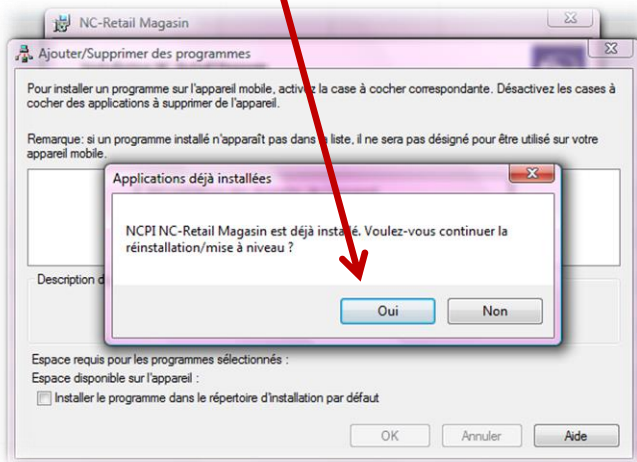 NC-Retail Magasin
Ajouter/Supprimer des programmes
Pour installer un programme sur l'appareil mobile, activez la case à cocher correspondante. Désactivez les cases à
cocher des applications à supprimer de l'appareil.
Remarque: si un programme installé n'apparaît pas dans la liste, il ne sera pas désigné pour être utilisé sur votre
appareil mobile.
Applications déjà installées
NCPI NC-Retail Magasin est déjà installé. Voulez-vous continuer la
réinstallation/mise à niveau ?
Description
Oui Non
Espace requis pour les programmes sélectionnés :
Espace disponible sur l'appareil :
Installer le programme dans le répertoire d'installation par défaut
OK Annuler Aide